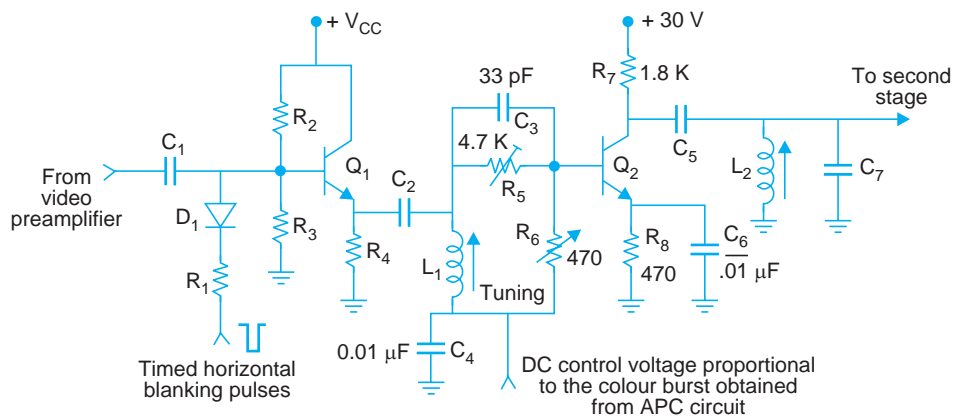 + V_CC
+ 30 V
R₇
1.8 K
To second
stage
33 pF
C₃
R₂
C₁
4.7 K
C₅
L₂
C₇
Q₁
C₂
R₅
Q₂
From
video
preamplifier
D₁
R₃
R₄
R₆
470
R₈
470
C₆
.01 μF
L₁
R₁
Tuning
0.01 μF
C₄
Timed horizontal
blanking pulses
DC control voltage proportional
to the colour burst obtained
from APC circuit